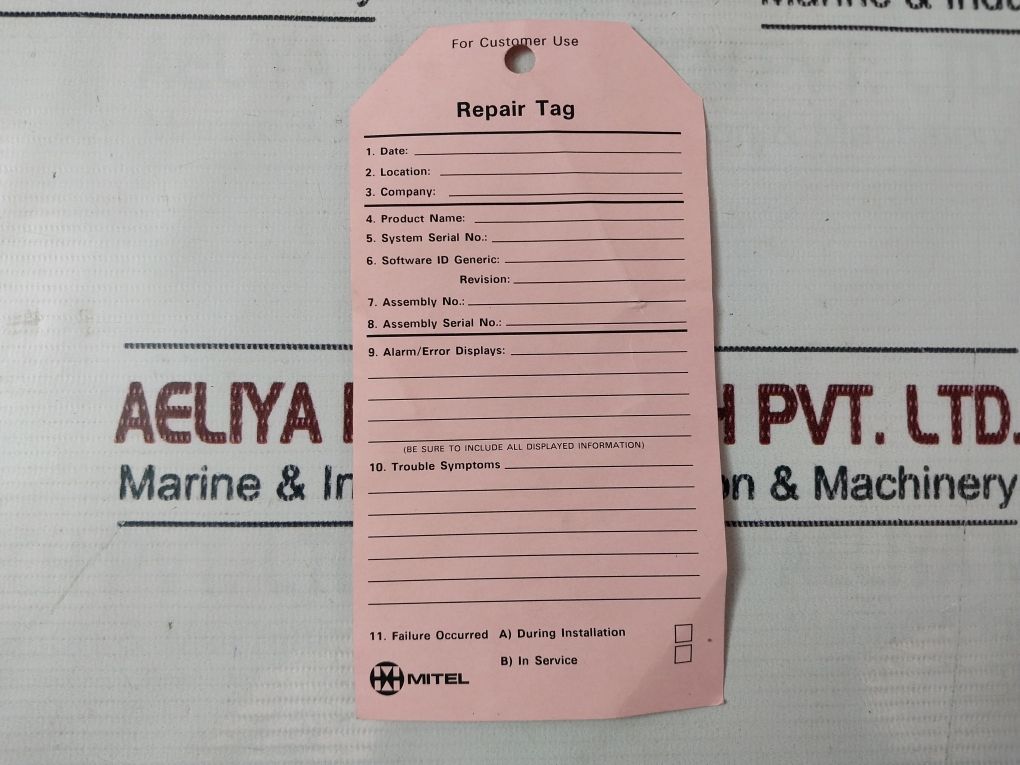 Marine & Indu
For Customer Use
Repair Tag
1. Date:
2. Location:
3. Company:
4. Product Name:
5. System Serial No.:
6. Software ID Generic:
Revision:
7. Assembly No.:
8. Assembly Serial No.:
9. Alarm/Error Displays:
(BE SURE TO INCLUDE ALL DISPLAYED INFORMATION)
10. Trouble Symptoms
11. Failure Occurred A) During Installation
B) In Service
MITEL
AELIYA H PVT. LTD.
Marine & In on & Machinery